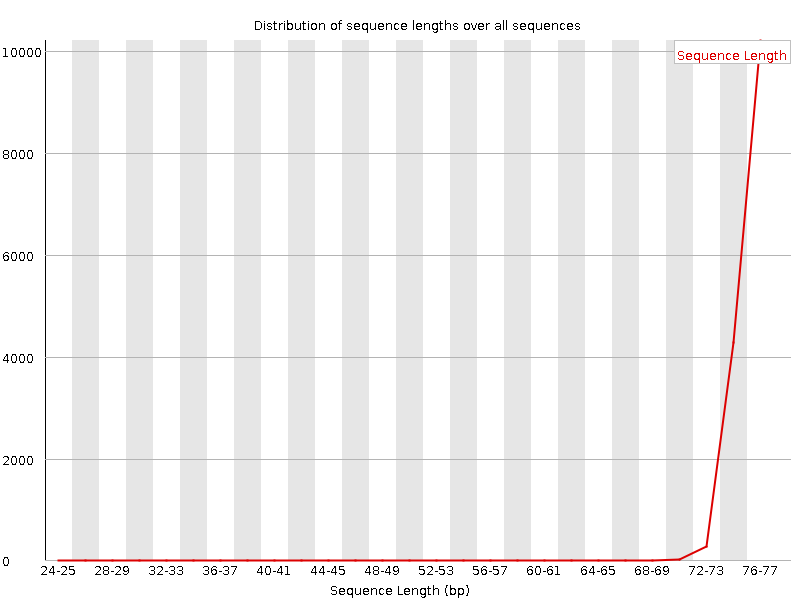 Distribution of sequence lengths over all sequences
Sequence Length
10000
8000
6000
4000
2000
0
24-25 28-29 32-33 36-37 40-41 44-45 48-49 52-53 56-57 60-61 64-65 68-69 72-73 76-77
Sequence Length (bp)